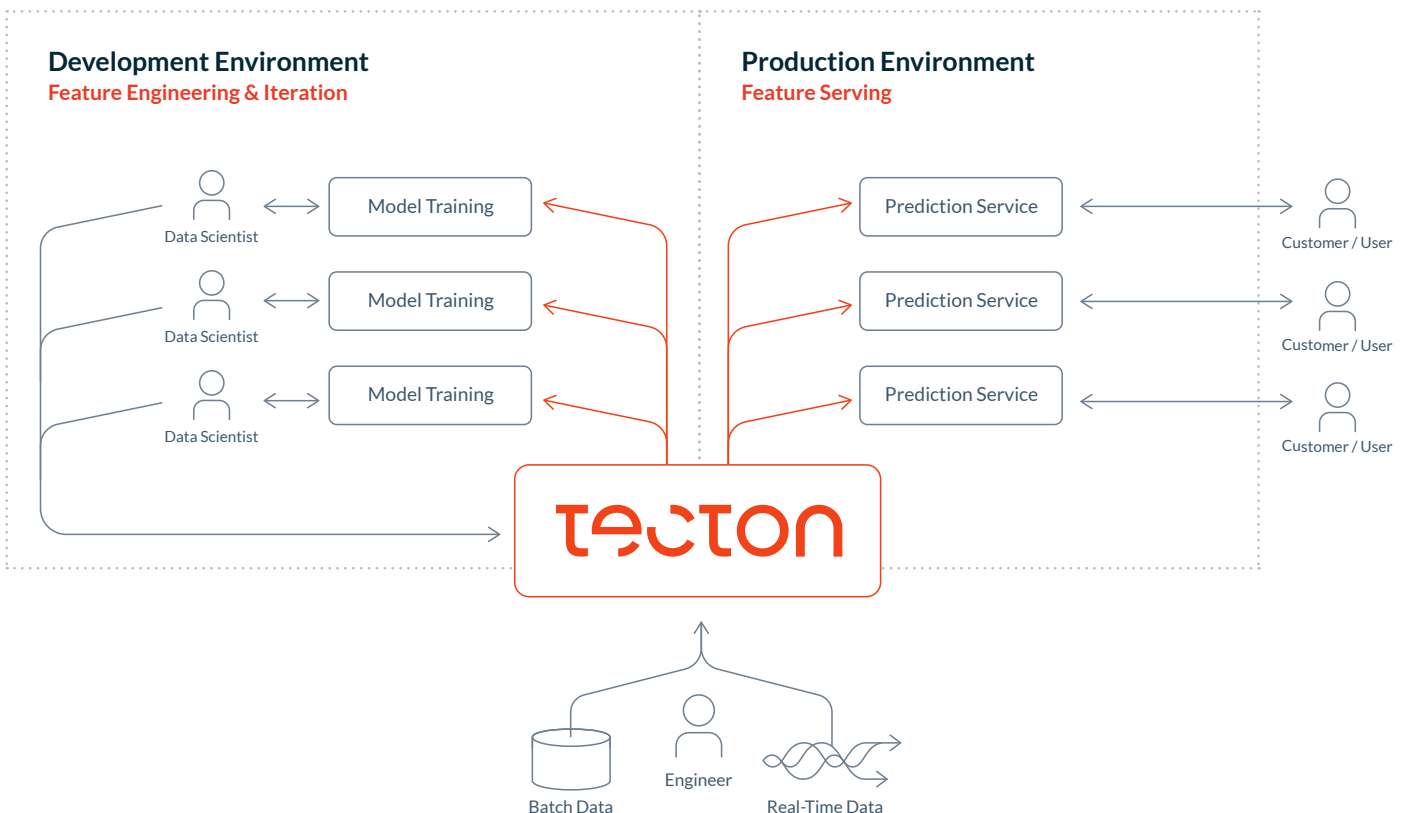 Development Environment
Feature Engineering & Iteration
Production Environment
Feature Serving
Data Scientist
Model Training
Data Scientist
Model Training
Data Scientist
Model Training
Prediction Service
Customer / User
Prediction Service
Customer / User
Prediction Service
Customer / User
tecton
Batch Data
Engineer
Real-Time Data